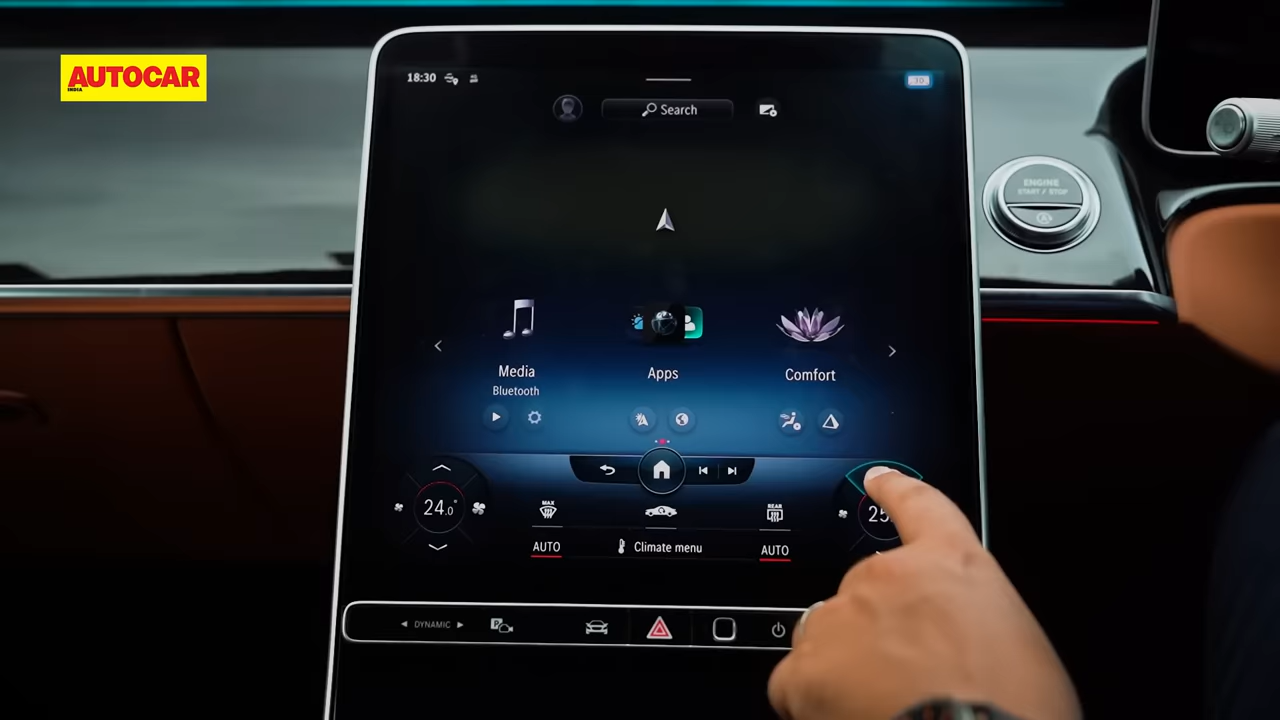 AUTOCAR
INDIA
18:30
Search
ENGINE
START / STOP
Media
Bluetooth
Apps
Comfort
24.0°
MAX
REAR
25
AUTO
Climate menu
AUTO
DYNAMIC